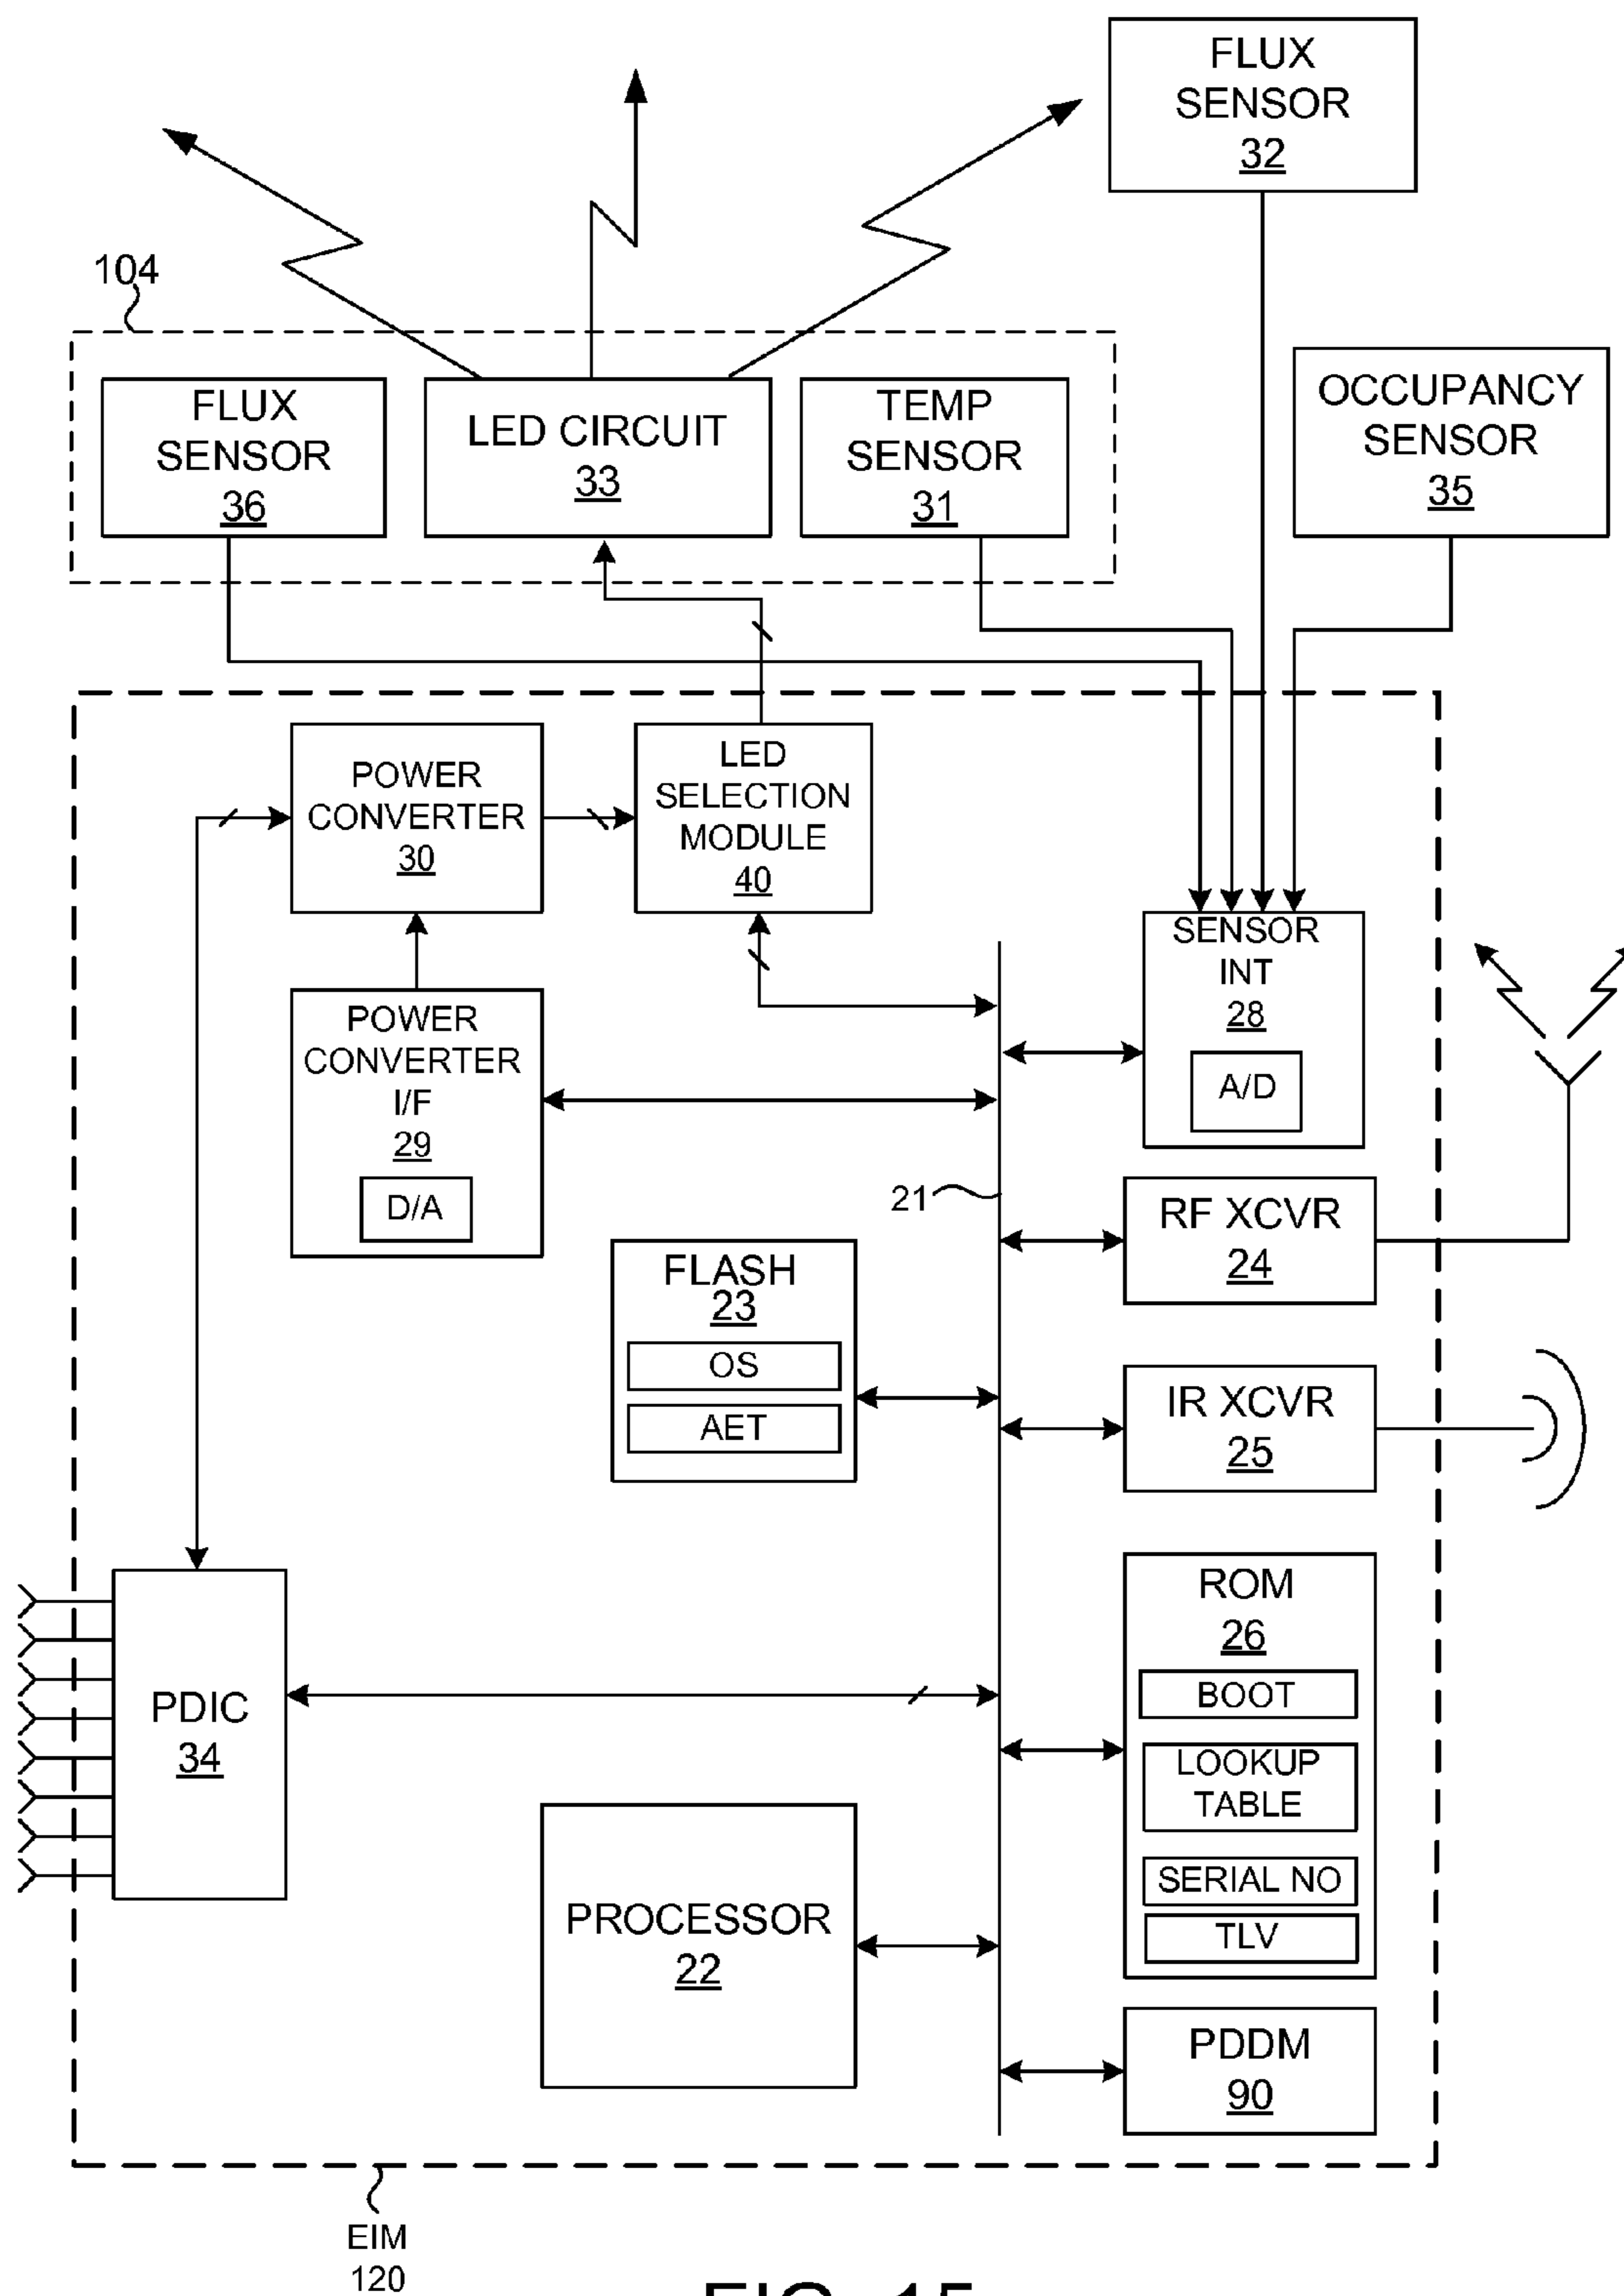 FLUX
SENSOR
32
104
FLUX
SENSOR
36
LED CIRCUIT
33
TEMP
SENSOR
31
OCCUPANCY
SENSOR
35
POWER
CONVERTER
30
LED
SELECTION
MODULE
40
SENSOR
INT
28
A/D
POWER
CONVERTER
I/F
29
D/A
21
RF XCVR
24
FLASH
23
OS
AET
IR XCVR
25
ROM
26
BOOT
LOOKUP
TABLE
SERIAL NO
TLV
PDIC
34
PROCESSOR
22
PDDM
90
EIM
120
FIG. 15